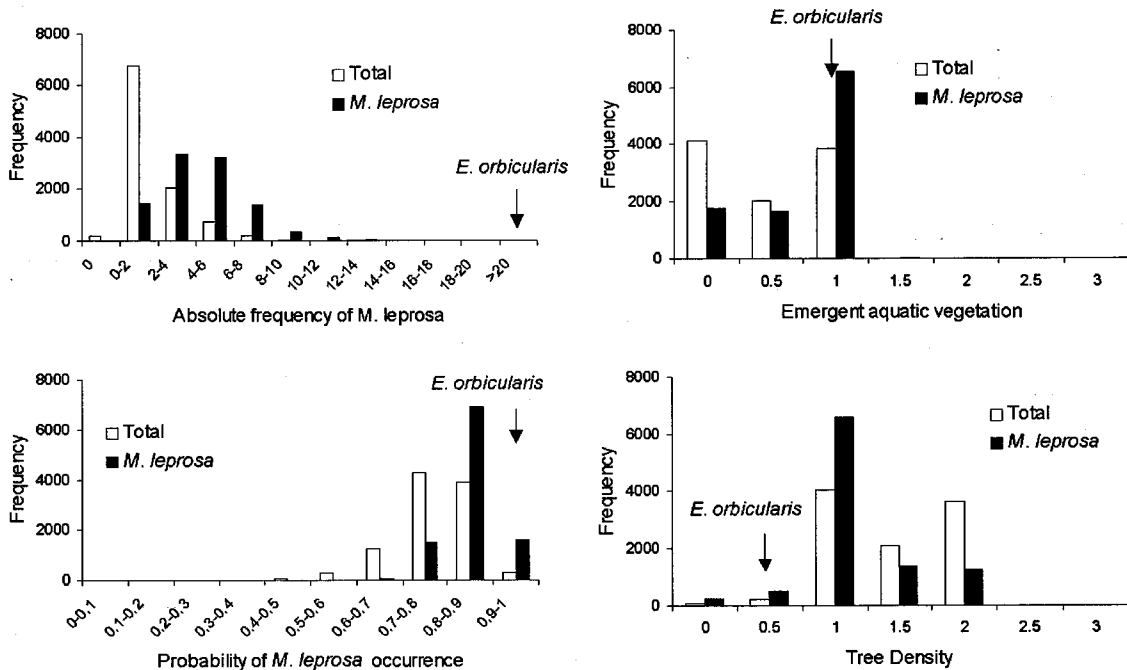 8000
6000
4000
2000
0
Frequency
Total
M. leprosa
E. orbicularis
0
0-2
2-4
4-6
6-8
8-10
10-12
12-14
14-16
16-18
18-20
>20
Absolute frequency of M. leprosa
E. orbicularis
8000
6000
4000
2000
0
Frequency
Total
M. leprosa
0
0.5
1
1.5
2
2.5
3
Emergent aquatic vegetation
8000
6000
4000
2000
0
Frequency
E. orbicularis
Total
M. leprosa
0-0,1
0.1-0.2
0.2-0.3
0.3-0.4
0.4-0.5
0.5-0.6
0.6-0.7
0.7-0.8
0.8-0.9
0.9-1
Probability of M. leprosa occurrence
8000
6000
4000
2000
0
Frequency
Total
M. leprosa
E. orbicularis
0
0.5
1
1.5
2
2.5
3
Tree Density